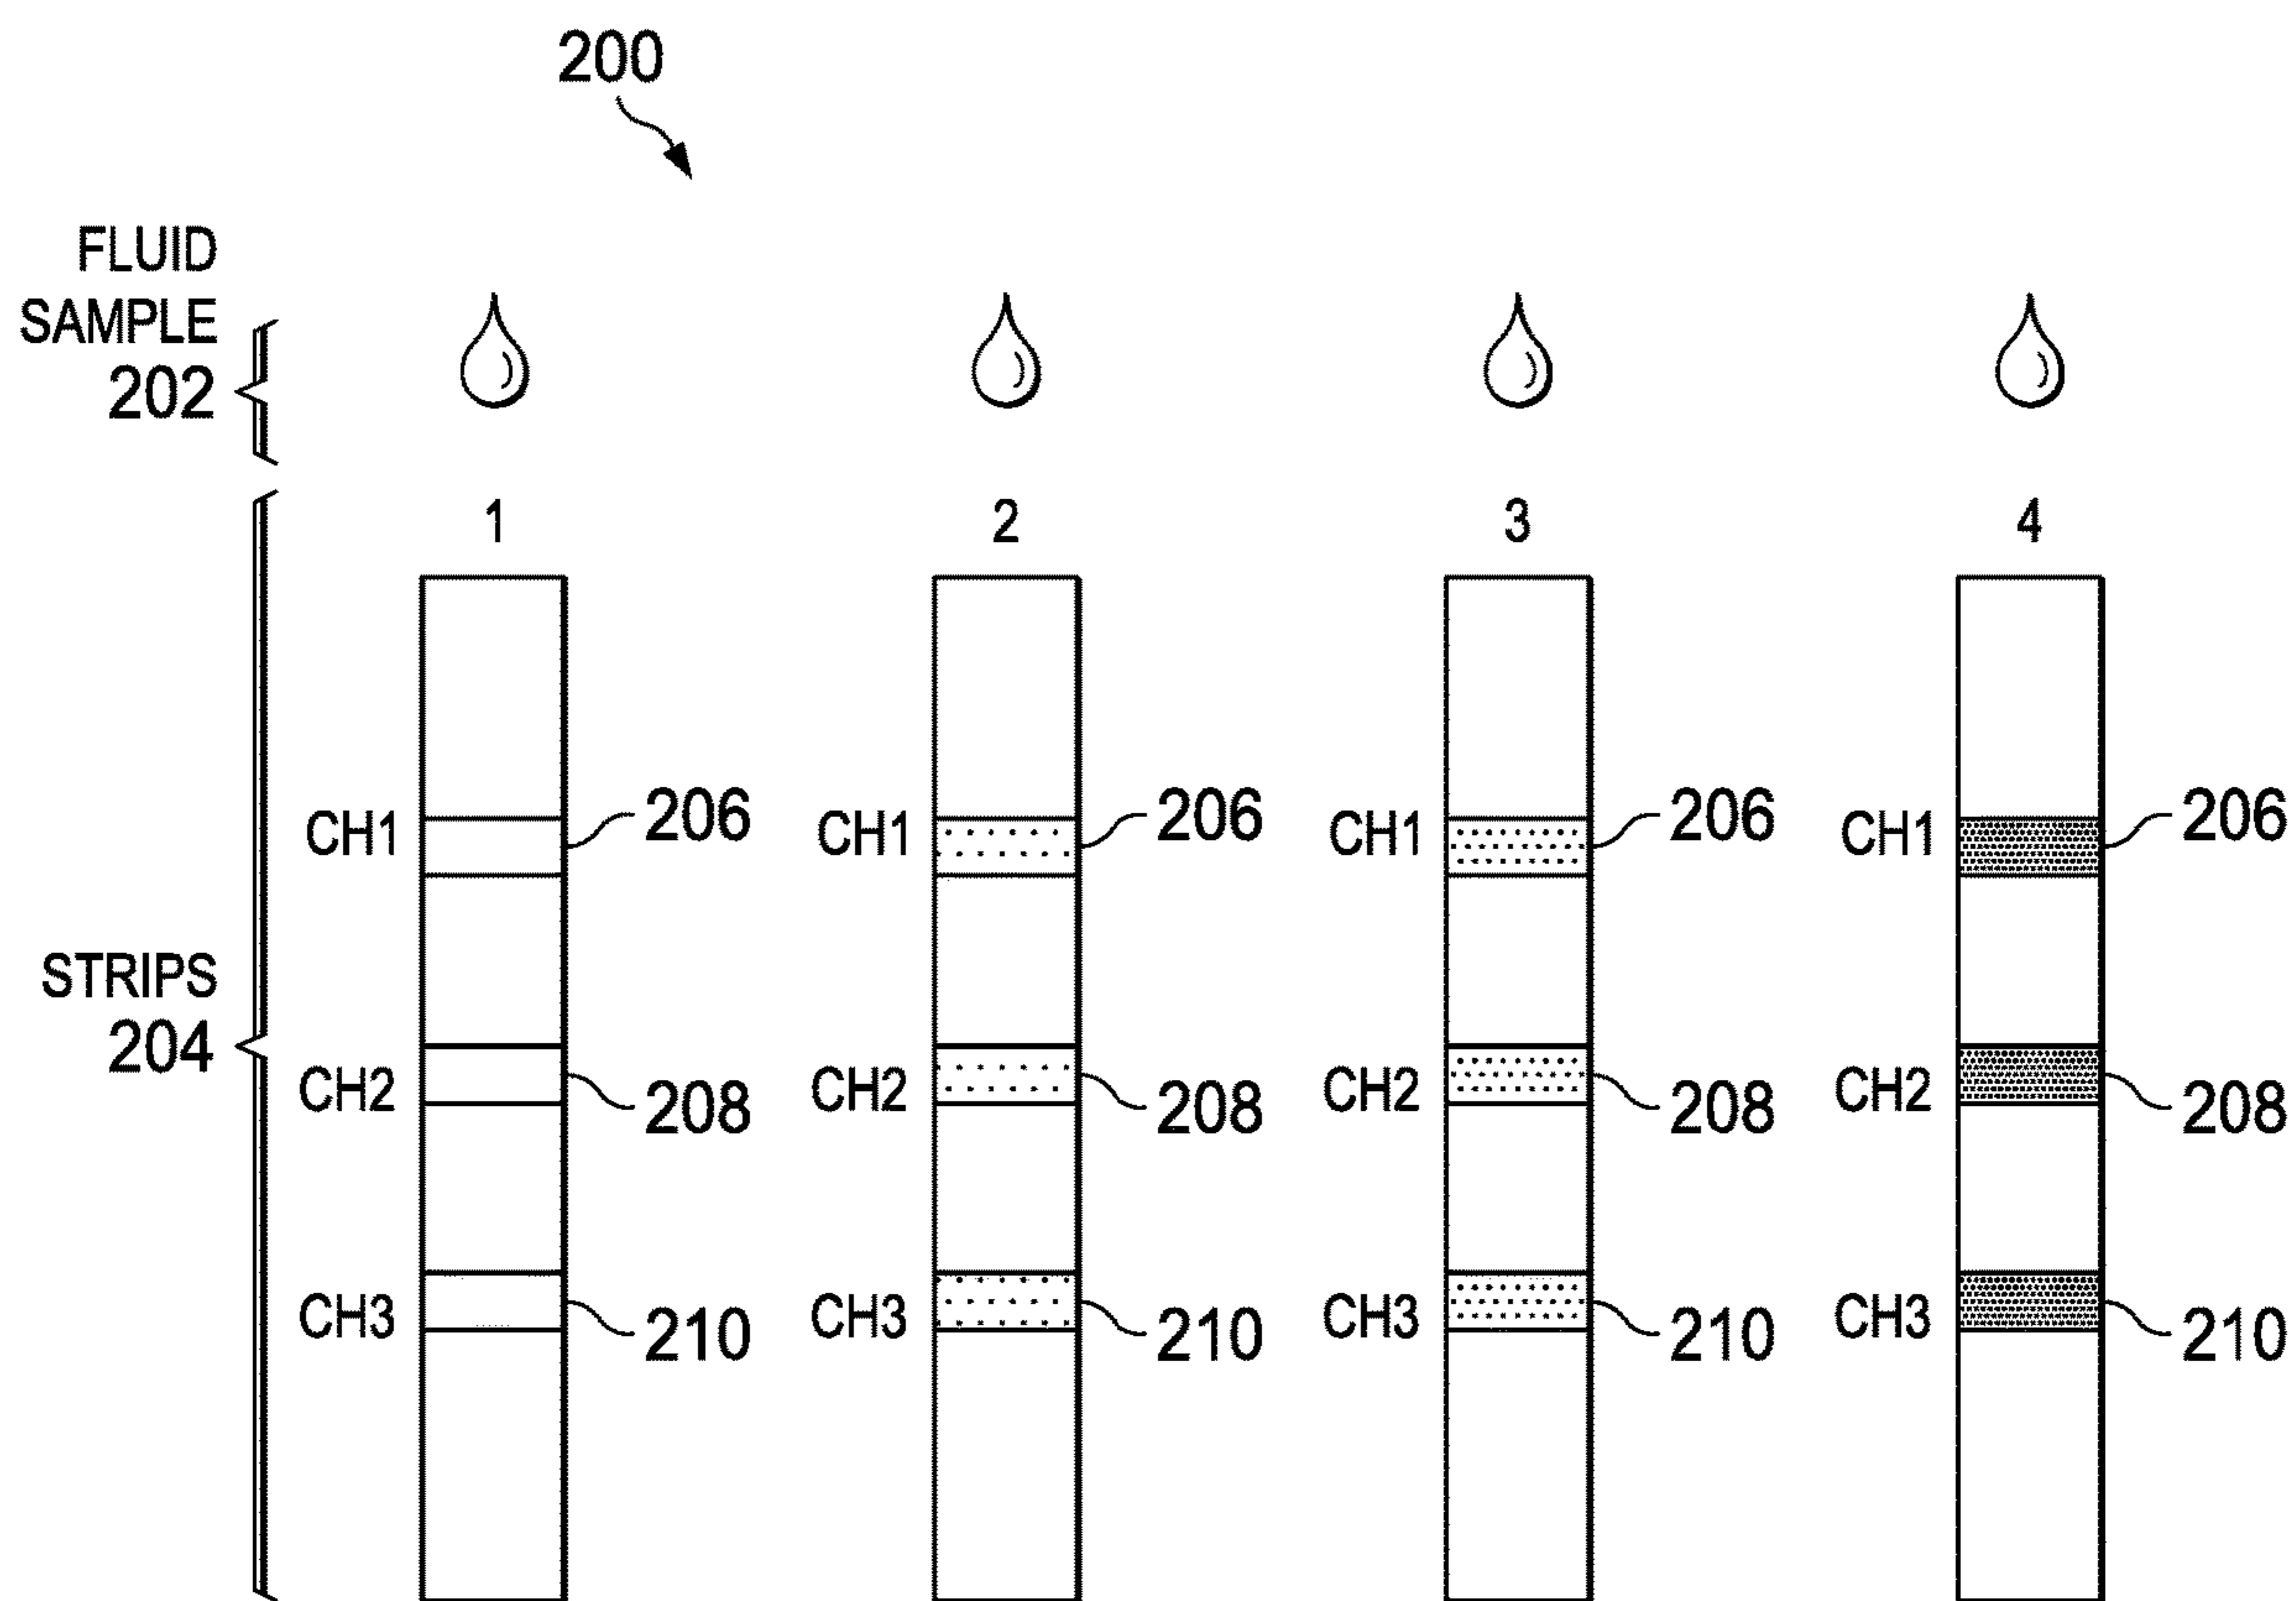 200
FLUID
SAMPLE
202
1 2 3 4
CH1 206 CH1 206 CH1 206 CH1 206
STRIPS
204
CH2 208 CH2 208 CH2 208 CH2 208
CH3 210 CH3 210 CH3 210 CH3 210